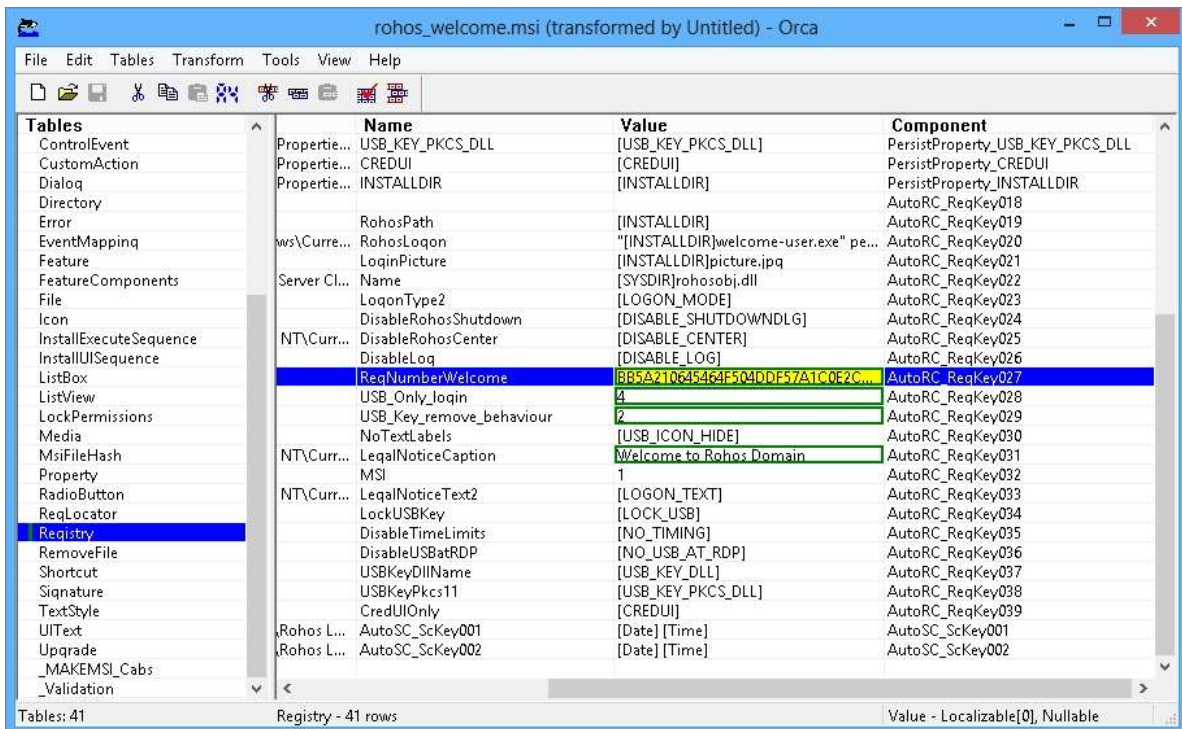 rohos_welcome.msi (transformed by Untitled) - Orca
File Edit Tables Transform Tools View Help
Tables Name Value Component
ControlEvent Propertie... USB_KEY_PKCS_DLL [USB_KEY_PKCS_DLL] PersistProperty_USB_KEY_PKCS_DLL
CustomAction Propertie... CREDUI [CREDUI] PersistProperty_CREDUI
Dialog Propertie... INSTALLDIR [INSTALLDIR] PersistProperty_INSTALLDIR
Directory AutoRC_RegKey018
Error RohosPath [INSTALLDIR] AutoRC_RegKey019
EventMapping ws\Curre... RohosLogon "[INSTALLDIR]welcome-user.exe" pe... AutoRC_RegKey020
Feature LoginPicture [INSTALLDIR]picture.jpg AutoRC_RegKey021
FeatureComponents Server Cl... Name [SYSDIR]rohosobj.dll AutoRC_RegKey022
File LogonType2 [LOGON_MODE] AutoRC_RegKey023
Icon DisableRohosShutdown [DISABLE_SHUTDOWNDLG] AutoRC_RegKey024
InstallExecuteSequence NT\Curr... DisableRohosCenter [DISABLE_CENTER] AutoRC_RegKey025
InstallUISequence DisableLog [DISABLE_LOG] AutoRC_RegKey026
ListBox RegNumberWelcome BB5A210645464F504DDF57A1C0E2C... AutoRC_RegKey027
ListView USB_Only_login 4 AutoRC_RegKey028
LockPermissions USB_Key_remove_behaviour 2 AutoRC_RegKey029
Media NoTextLabels [USB_ICON_HIDE] AutoRC_RegKey030
MsiFileHash NT\Curr... LegalNoticeCaption Welcome to Rohos Domain AutoRC_RegKey031
Property MSI 1 AutoRC_RegKey032
RadioButton NT\Curr... LegalNoticeText2 [LOGON_TEXT] AutoRC_RegKey033
RegLocator LockUSBKey [LOCK_USB] AutoRC_RegKey034
Registry DisableTimeLimits [NO_TIMING] AutoRC_RegKey035
RemoveFile DisableUSBatRDP [NO_USB_AT_RDP] AutoRC_RegKey036
Shortcut USBKeyDllName [USB_KEY_DLL] AutoRC_RegKey037
Signature USBKeyPkcs11 [USB_KEY_PKCS_DLL] AutoRC_RegKey038
TextStyle CredUIOnly [CREDUI] AutoRC_RegKey039
UIText \Rohos L... AutoSC_ScKey001 [Date] [Time] AutoSC_ScKey001
Upgrade \Rohos L... AutoSC_ScKey002 [Date] [Time] AutoSC_ScKey002
_MAKEMSI_Cabs
_Validation
Tables: 41 Registry - 41 rows Value - Localizable[0], Nullable